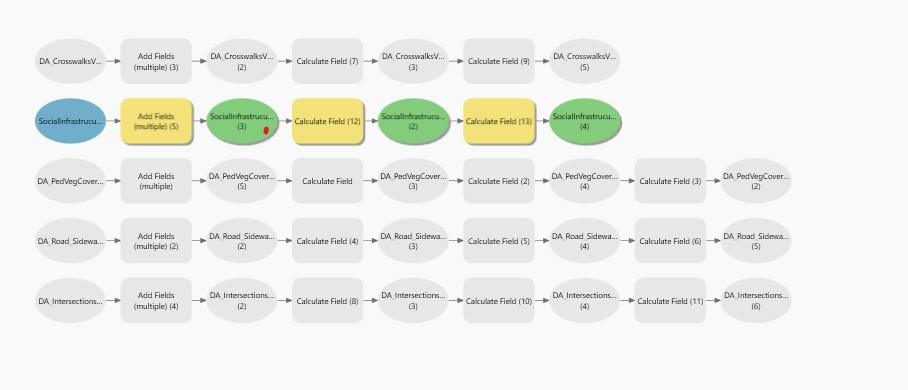 DA_CrosswalksV...
Add Fields
(multiple) (3)
DA_CrosswalksV...
(2)
Calculate Field (7)
DA_CrosswalksV...
(3)
Calculate Field (9)
DA_CrosswalksV...
(5)
SocialInfrastrucu...
Add Fields
(multiple) (5)
SocialInfrastrucu...
(3)
Calculate Field (12)
SocialInfrastrucu...
(2)
Calculate Field (13)
SocialInfrastrucu...
(4)
DA_PedVegCover...
Add Fields
(multiple)
DA_PedVegCover...
(5)
Calculate Field
DA_PedVegCover...
(3)
Calculate Field (2)
DA_PedVegCover...
(4)
Calculate Field (3)
DA_PedVegCover...
(2)
DA_Road_Sidewa...
Add Fields
(multiple) (2)
DA_Road_Sidewa...
(2)
Calculate Field (4)
DA_Road_Sidewa...
(3)
Calculate Field (5)
DA_Road_Sidewa...
(4)
Calculate Field (6)
DA_Road_Sidewa...
(5)
DA_Intersections...
Add Fields
(multiple) (4)
DA_Intersections...
(2)
Calculate Field (8)
DA_Intersections...
(3)
Calculate Field (10)
DA_Intersections...
(4)
Calculate Field (11)
DA_Intersections...
(6)